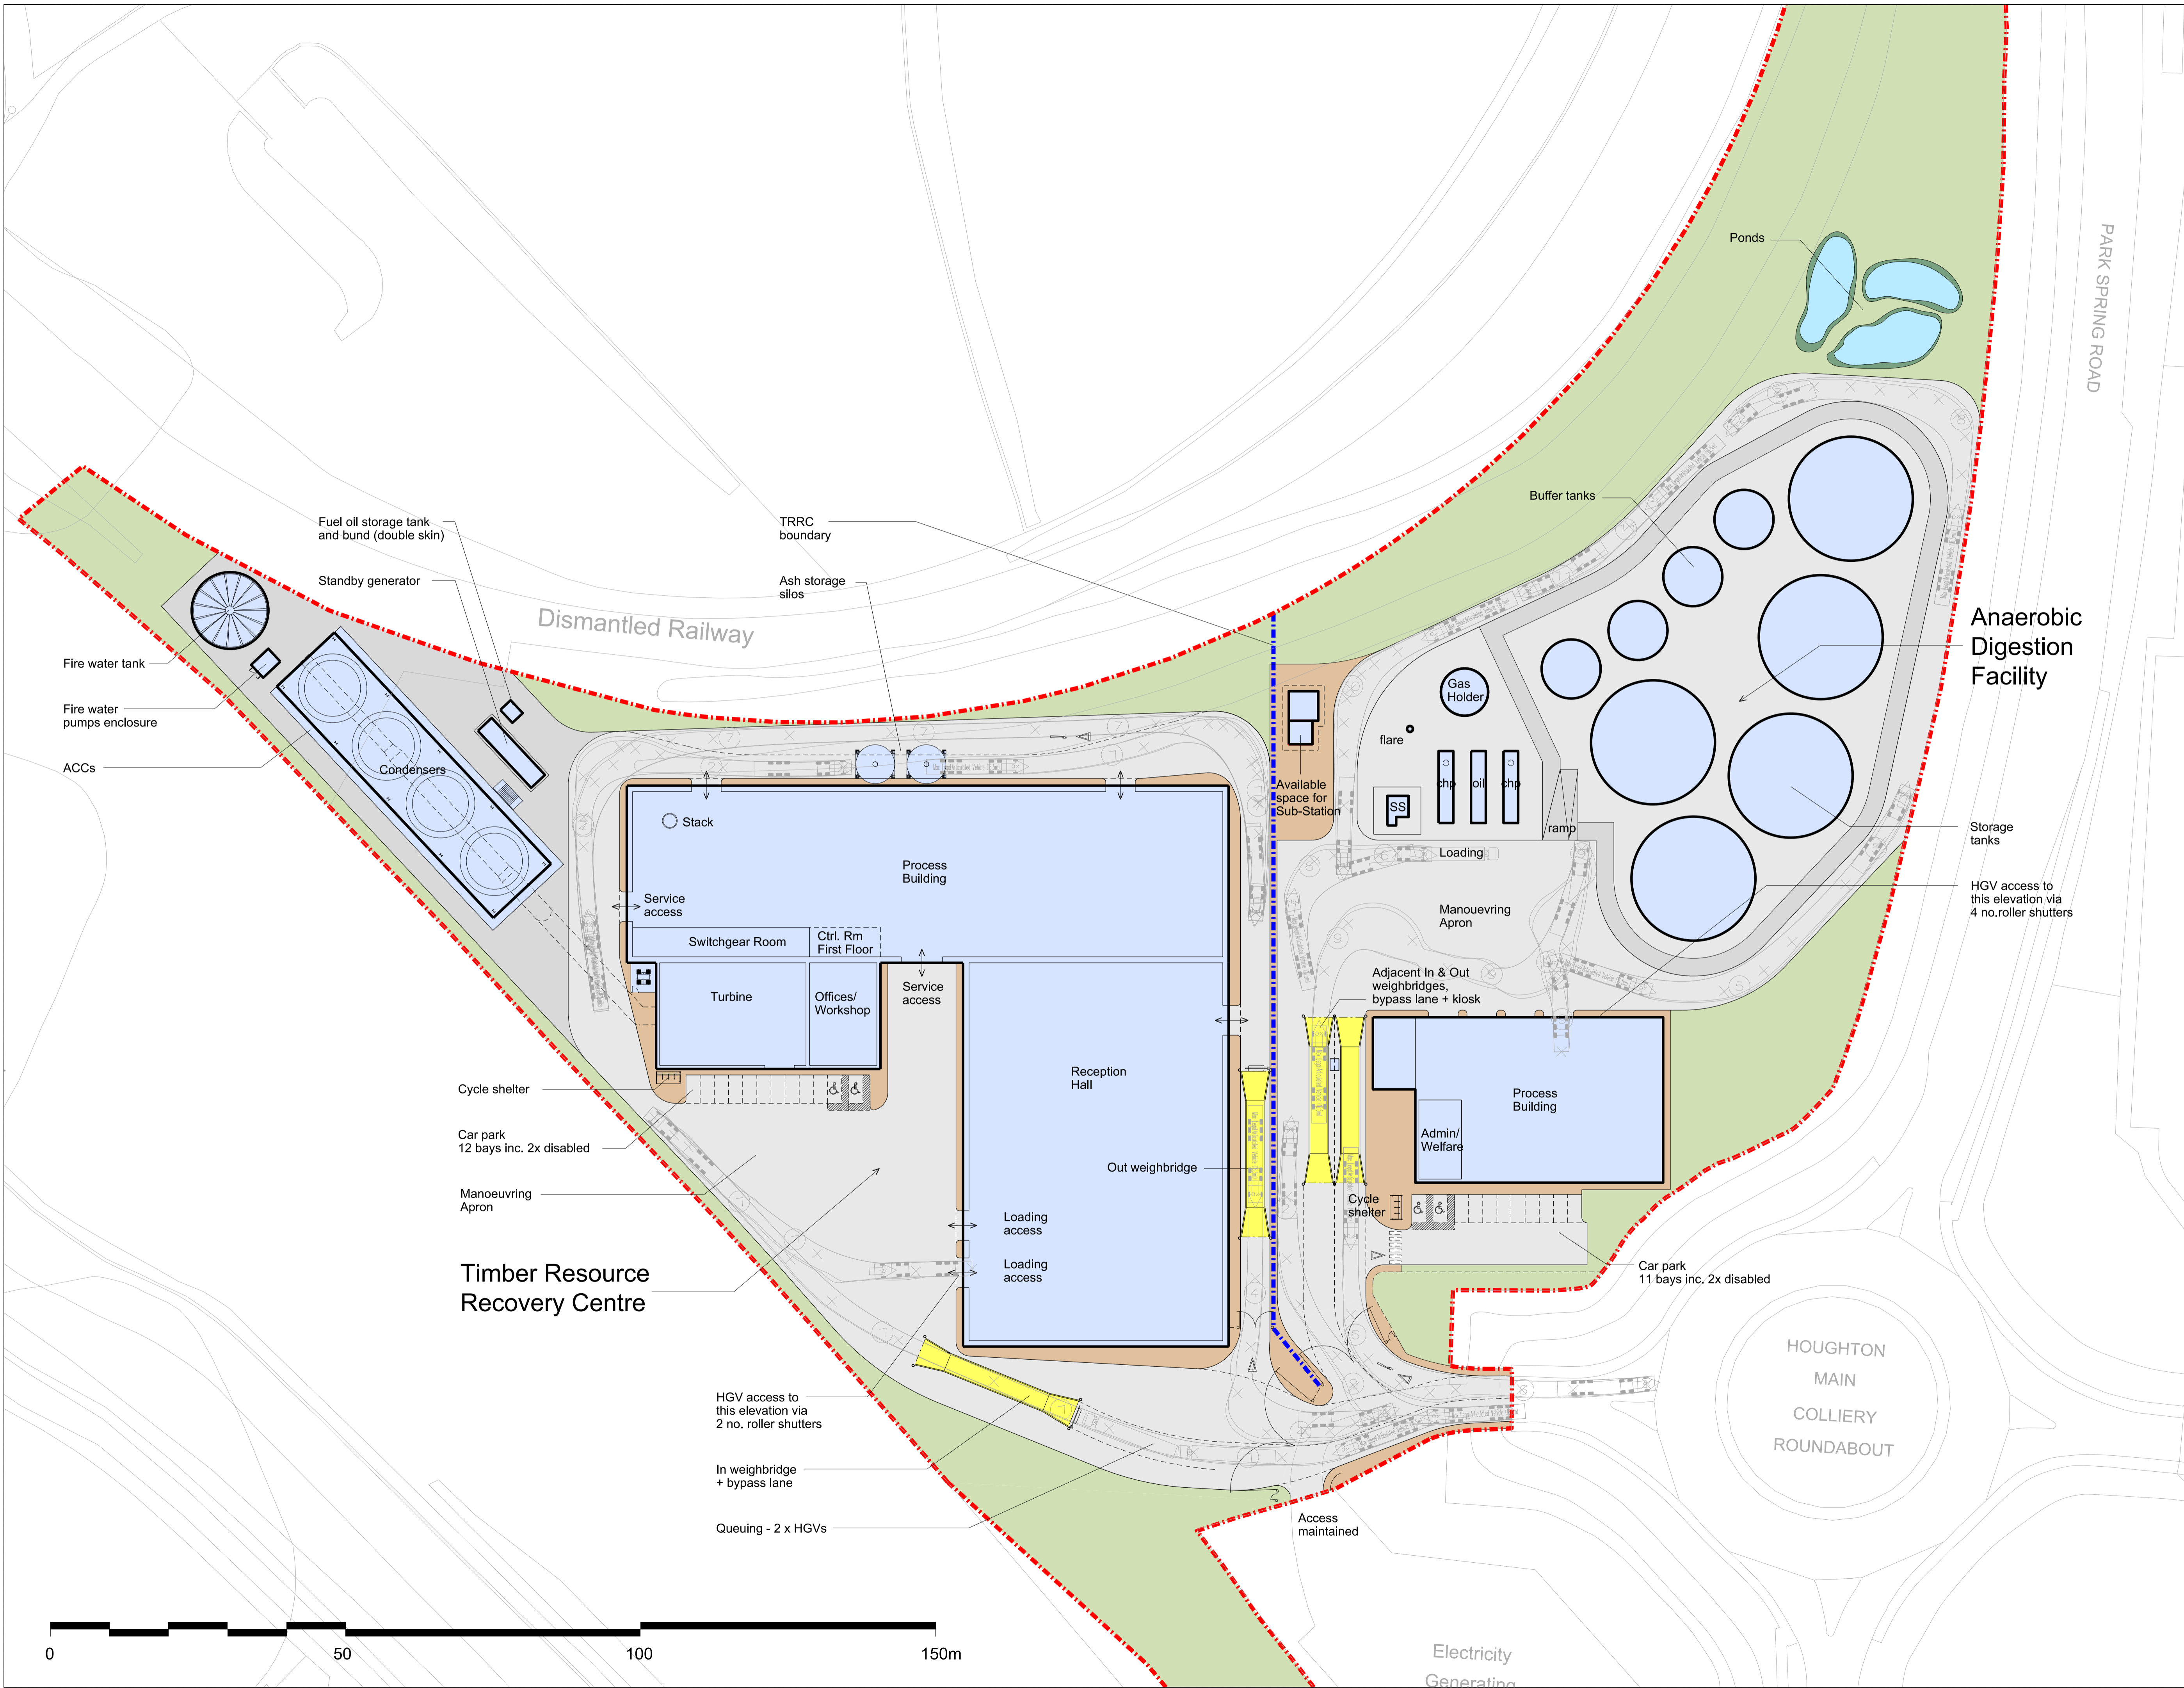 Ponds
PARK SPRING ROAD
Buffer tanks
Fuel oil storage tank
and bund (double skin)
TRRC
boundary
Standby generator
Ash storage
silos
Dismantled Railway
Anaerobic
Digestion
Facility
Fire water tank
Fire water
pumps enclosure
ACCs
Condensers
Gas
Holder
flare
chp
oil
chp
SS
ramp
Available
space for
Sub-Station
Stack
Process
Building
Loading
Storage
tanks
HGV access to
this elevation via
4 no.roller shutters
Service
access
Manouevring
Apron
Switchgear Room
Ctrl. Rm
First Floor
Turbine
Offices/
Workshop
Service
access
Adjacent In & Out
weighbridges,
bypass lane + kiosk
Reception
Hall
Cycle shelter
Process
Building
Admin/
Welfare
Car park
12 bays inc. 2x disabled
Out weighbridge
Manoeuvring
Apron
Cycle
shelter
Loading
access
Loading
access
Timber Resource
Recovery Centre
Car park
11 bays inc. 2x disabled
HOUGHTON
MAIN
COLLIERY
ROUNDABOUT
HGV access to
this elevation via
2 no. roller shutters
In weighbridge
+ bypass lane
Queuing - 2 x HGVs
Access
maintained
0 50 100 150m
Electricity
Generating